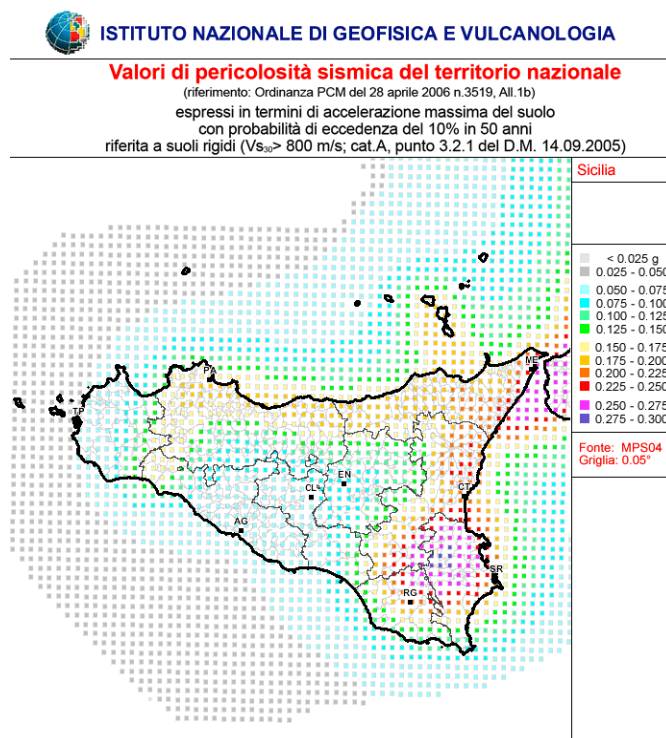 ISTITUTO NAZIONALE DI GEOFISICA E VULCANOLOGIA
Valori di pericolosità sismica del territorio nazionale
(riferimento: Ordinanza PCM del 28 aprile 2006 n.3519, All.1b)
espressi in termini di accelerazione massima del suolo
con probabilità di eccedenza del 10% in 50 anni
riferita a suoli rigidi (Vs30> 800 m/s; cat.A, punto 3.2.1 del D.M. 14.09.2005)
Sicilia
< 0.025 g
0.025 - 0.050
0.050 - 0.075
0.075 - 0.100
0.100 - 0.125
0.125 - 0.150
0.150 - 0.175
0.175 - 0.200
0.200 - 0.225
0.225 - 0.250
0.250 - 0.275
0.275 - 0.300
Fonte: MPS04
Griglia: 0.05°
ME
PA
TP
EN
CL
CT
AG
SR
RG